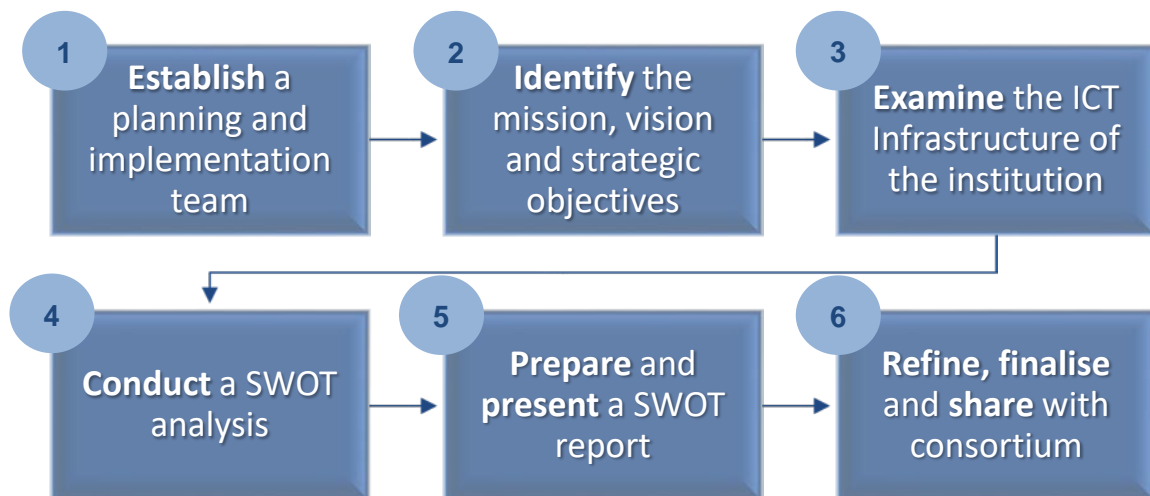 1
Establish a
planning and
implementation
team
2
Identify the
mission, vision
and strategic
objectives
3
Examine the ICT
Infrastructure of
the institution
4
Conduct a SWOT
analysis
5
Prepare and
present a SWOT
report
6
Refine, finalise
and share with
consortium